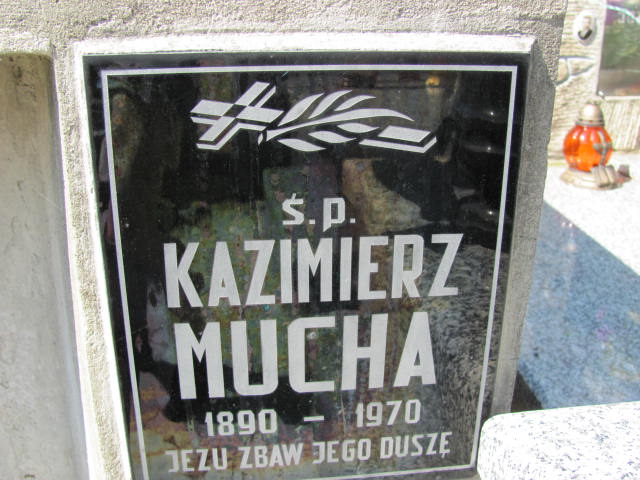 ś.p.
KAZIMIERZ
MUCHA
1890 – 1970
JEZU ZBAW JEGO DUSZĘ